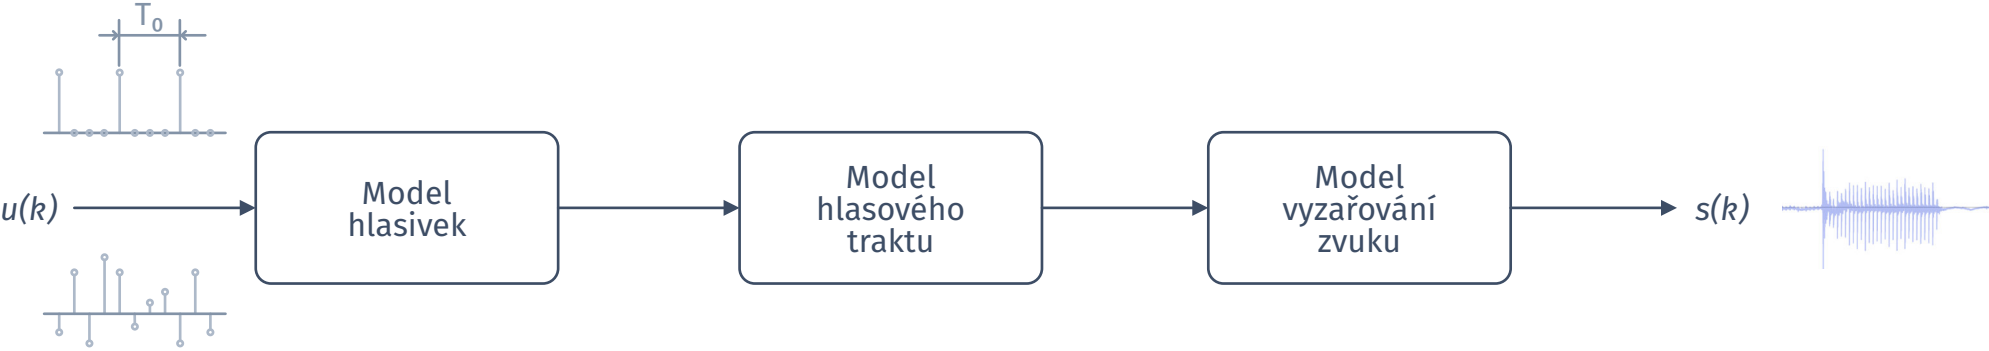 T₀
u(k)
Model
hlasivek
Model
hlasového
traktu
Model
vyzařování
zvuku
s(k)